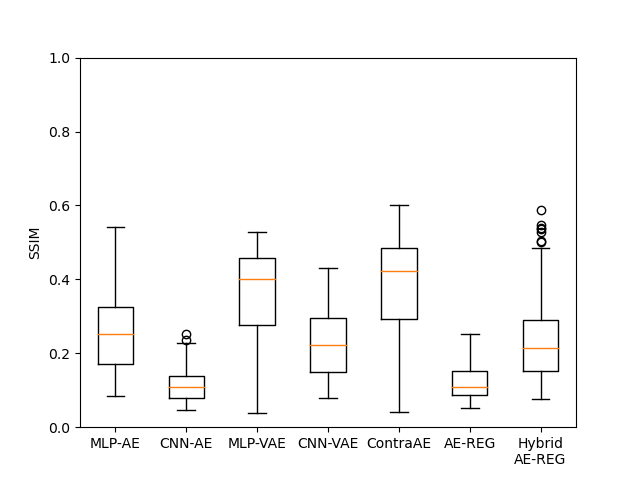 1.0
0.8
0.6
0.4
0.2
0.0
SSIM
MLP-AE
CNN-AE
MLP-VAE
CNN-VAE
ContraAE
AE-REG
Hybrid
AE-REG